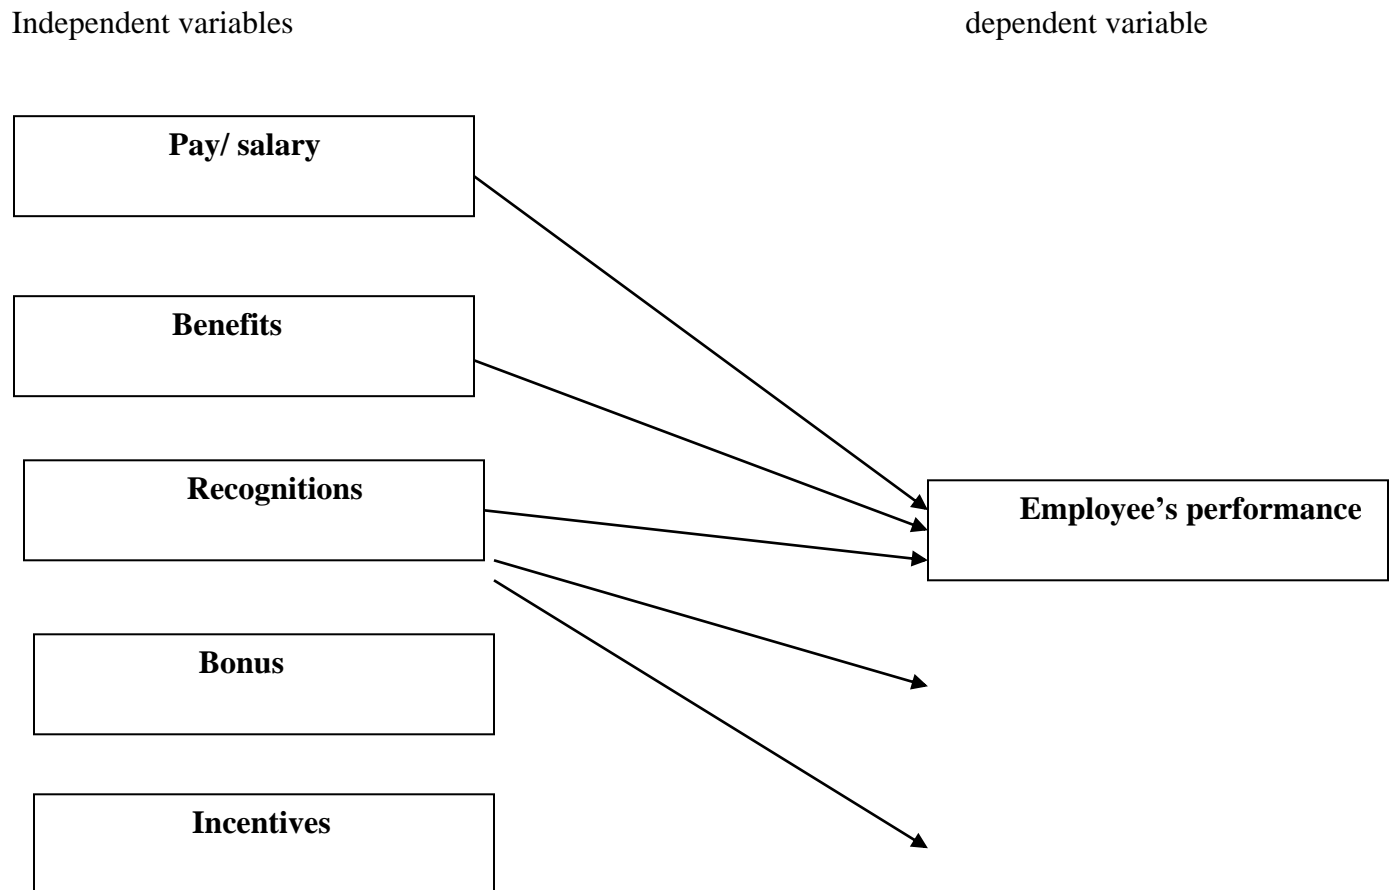 Independent variables dependent variable
Pay/ salary
Benefits
Recognitions
Employee’s performance
Bonus
Incentives